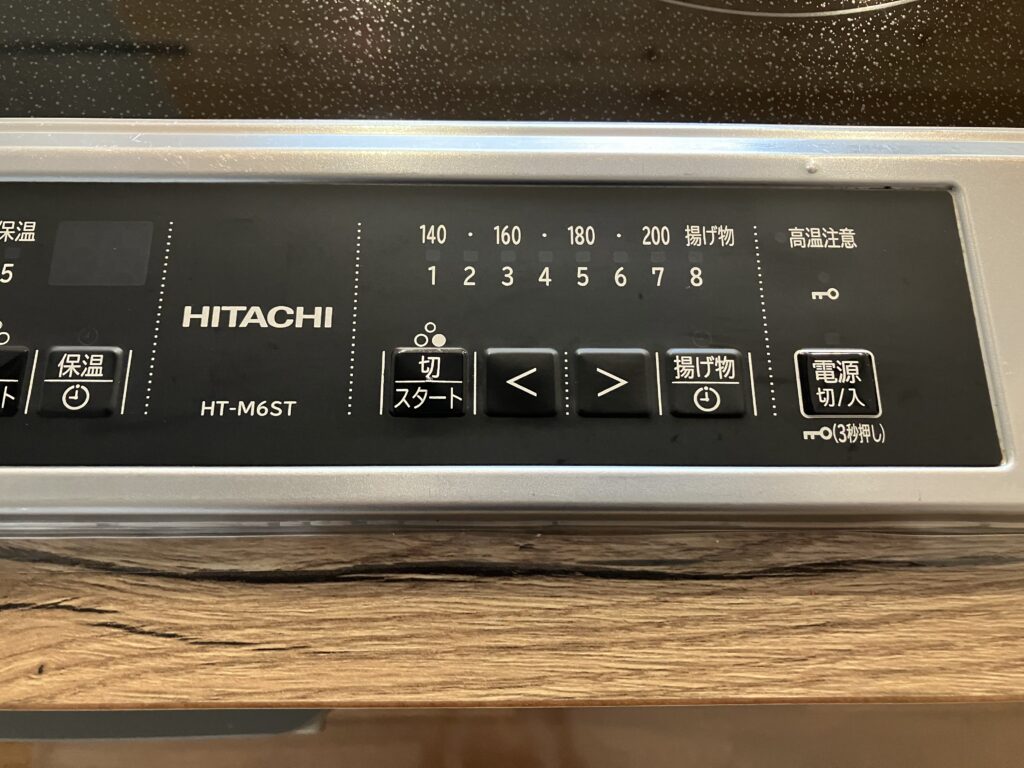 保温
5
ト
保温
HITACHI
HT-M6ST
140 · 160 · 180 · 200 揚げ物
1 2 3 4 5 6 7 8
切
スタート
<
>
揚げ物
高温注意
電源
切/入
(3秒押し)